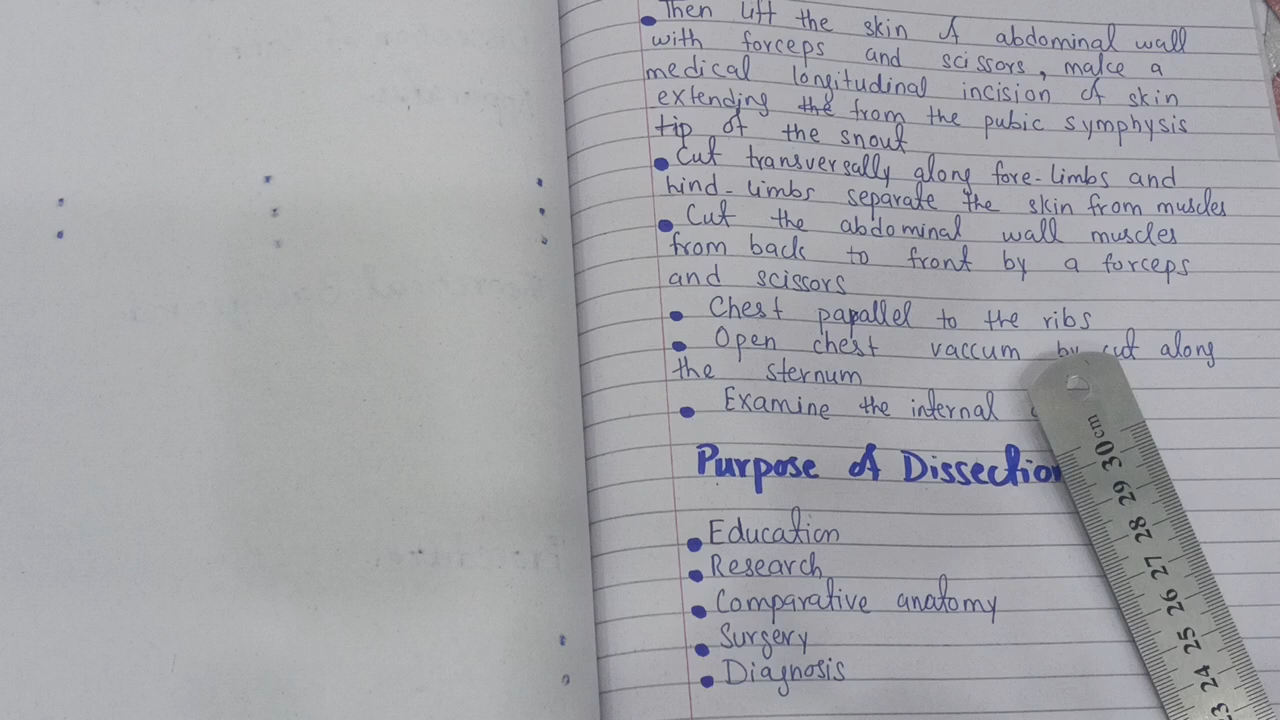 • Then lift the skin of abdominal wall
with forceps and scissors, make a
medical longitudinal incision of skin
extending the from the pubic symphysis
tip of the snout
• Cut transversally along fore-limbs and
hind-limbs separate the skin from muscles
• Cut the abdominal wall muscles
from back to front by a forceps
and scissors
• Chest papallel to the ribs
• Open chest vaccum by cut along
the sternum
• Examine the internal
Purpose of Dissection
• Education
• Research
• Comparative anatomy
• Surgery
• Diagnosis
30cm
29
28
27
26
25
24
23